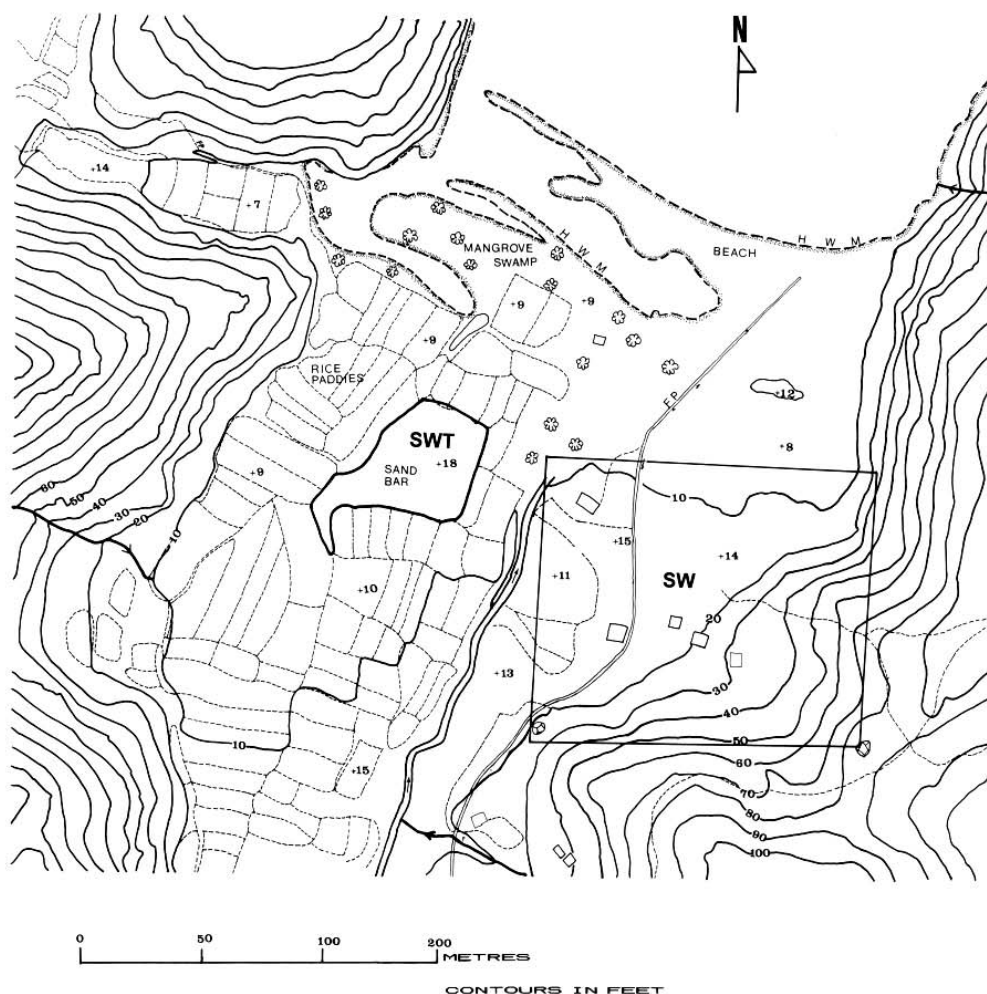 N
14
7
MANGROVE
SWAMP
H W M
BEACH
H W M
9
9
9
RICE
PADDIES
F.P.
12
8
SWT
18
SAND
BAR
9
10
60
50
40
30
20
10
15
14
11
SW
10
20
13
30
40
50
10
15
60
70
80
90
100
0 50 100 200
METRES
CONTOURS IN FEET